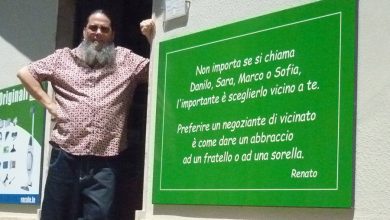 Original
Non importa se si chiama
Danilo, Sara, Marco o Sofia,
l'importante è sceglierlo vicino a te.
Preferire un negoziante di vicinato
è come dare un abbraccio
ad un fratello o ad una sorella.
Renato